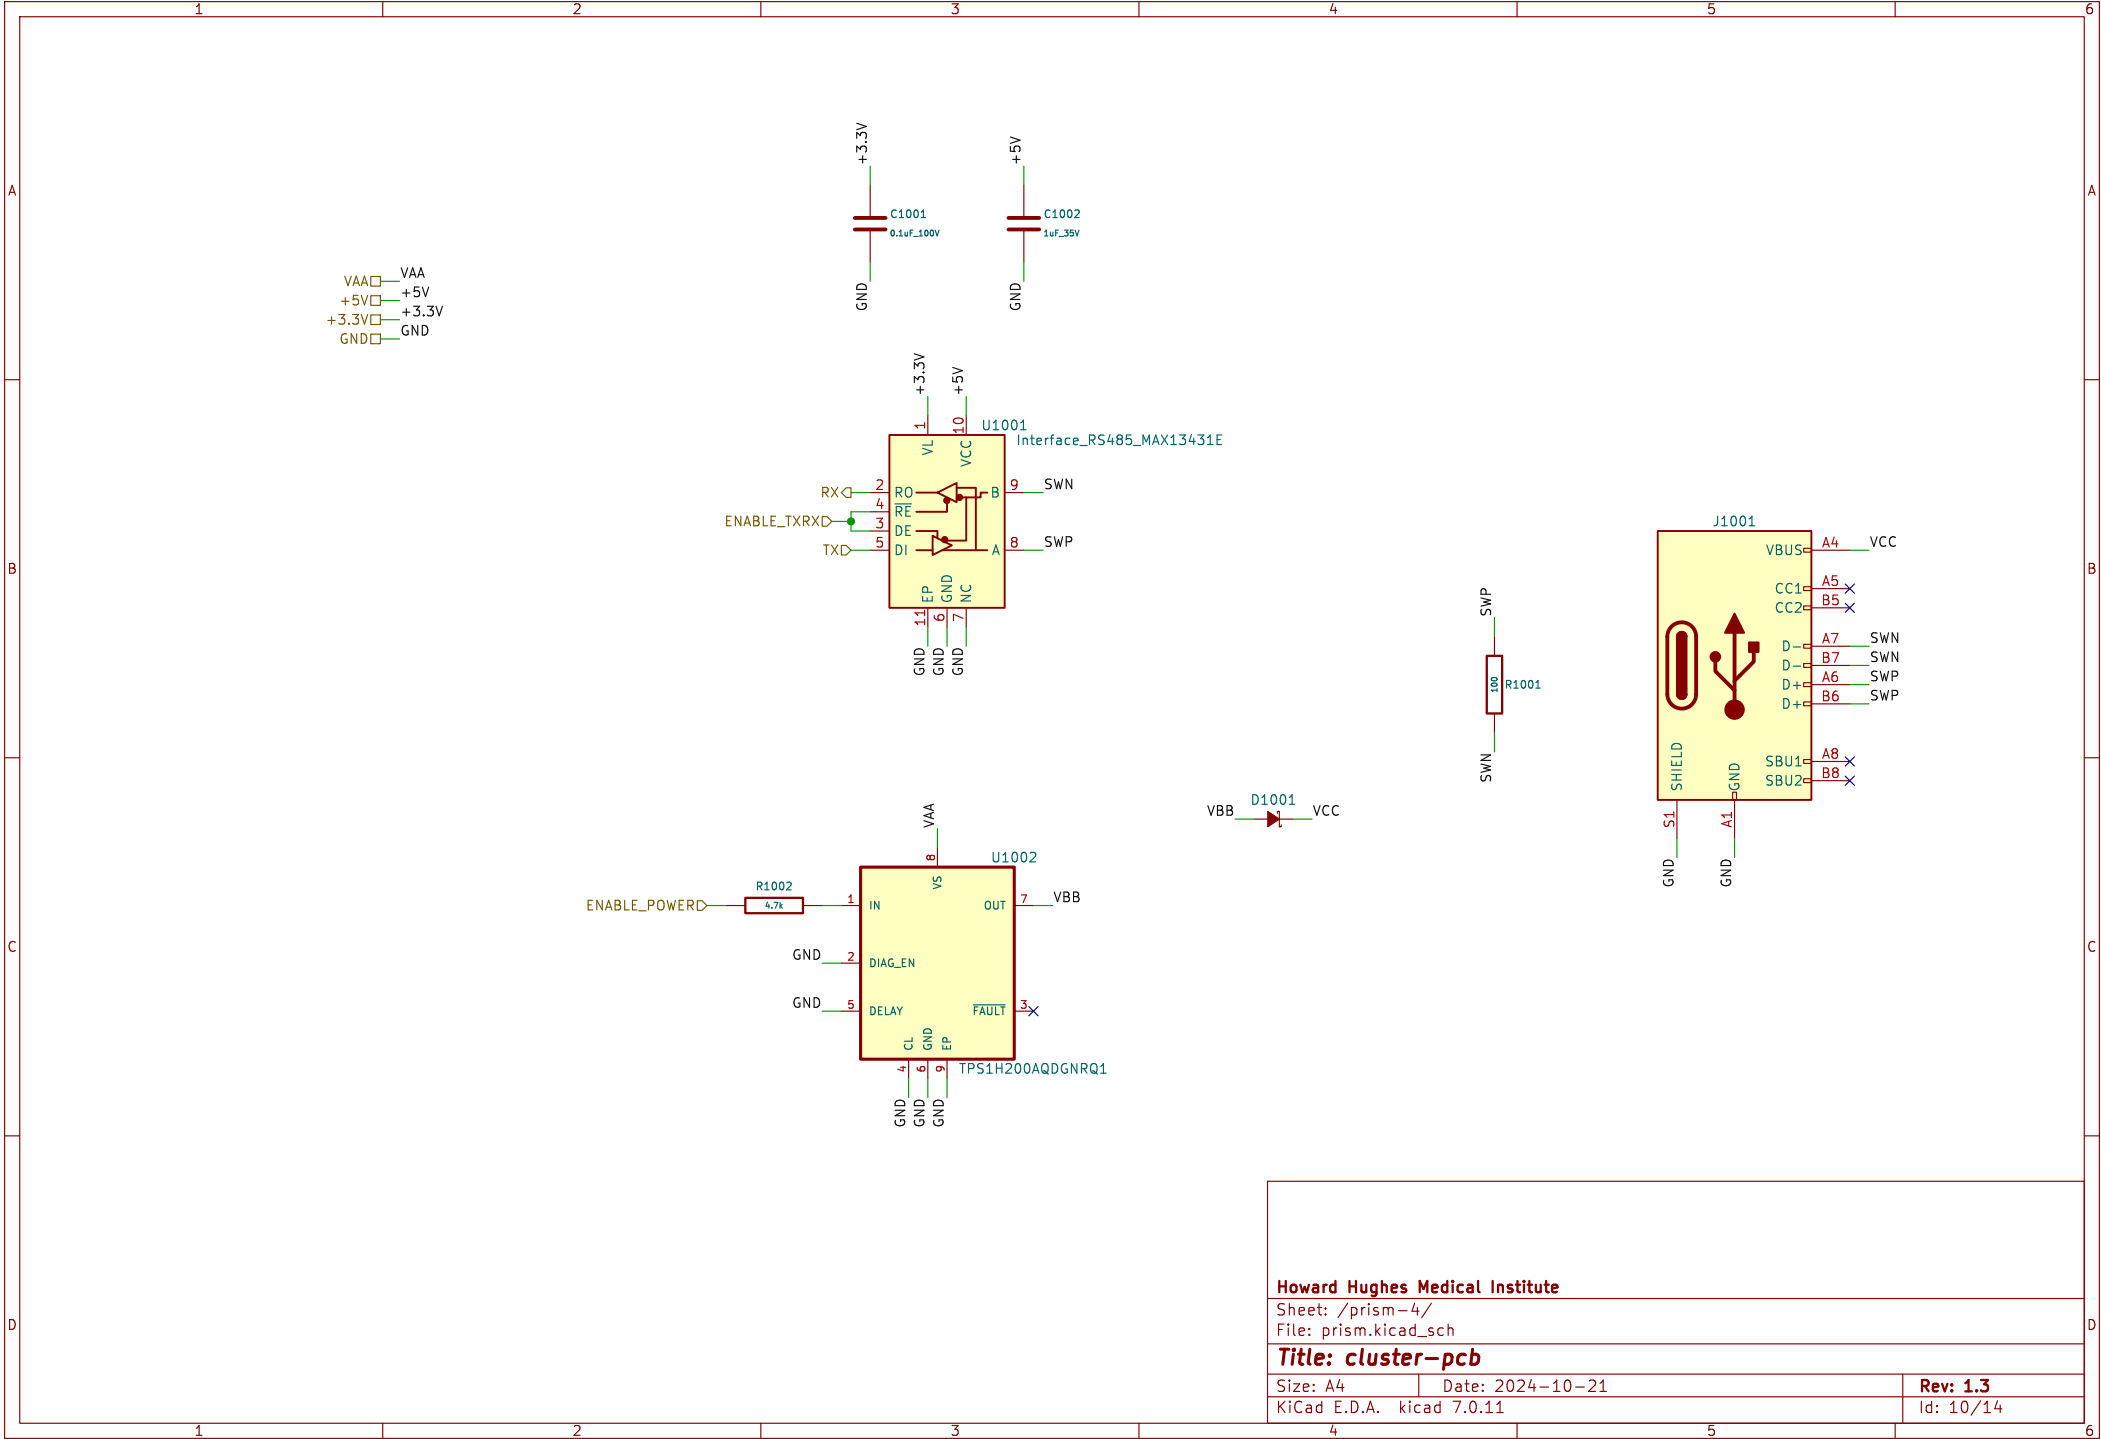 1 2 3 4 5 6
A A
B B
C C
D D
+3.3V
C1001
0.1uF_100V
GND
+5V
C1002
1uF_35V
GND
VAA VAA
+5V +5V
+3.3V +3.3V
GND GND
+3.3V +5V
1 10
U1001
Interface_RS485_MAX13431E
VL VCC
RX 2 RO
4 RE
ENABLE_TXRX 3 DE
TX 5 DI
B 9 SWN
A 8 SWP
EP GND NC
11 6 7
GND GND GND
SWP
100 R1001
SWN
J1001
VBUS A4 VCC
CC1 A5
CC2 B5
D- A7 SWN
D- B7 SWN
D+ A6 SWP
D+ B6 SWP
SBU1 A8
SBU2 B8
SHIELD GND
S1 A1
GND GND
D1001
VBB VCC
VAA
8
U1002
VS
R1002
ENABLE_POWER 4.7k 1 IN
OUT 7 VBB
GND 2 DIAG_EN
GND 5 DELAY
FAULT 3
CL GND EP
4 6 9
TPS1H200AQDGNRQ1
GND GND GND
Howard Hughes Medical Institute
Sheet: /prism-4/
File: prism.kicad_sch
Title: cluster-pcb
Size: A4 Date: 2024-10-21 Rev: 1.3
KiCad E.D.A. kicad 7.0.11 Id: 10/14
1 2 3 4 5 6